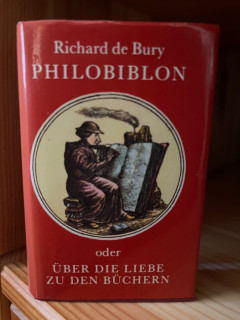 Richard de Bury
PHILOBIBLON
oder
ÜBER DIE LIEBE
ZU DEN BÜCHERN